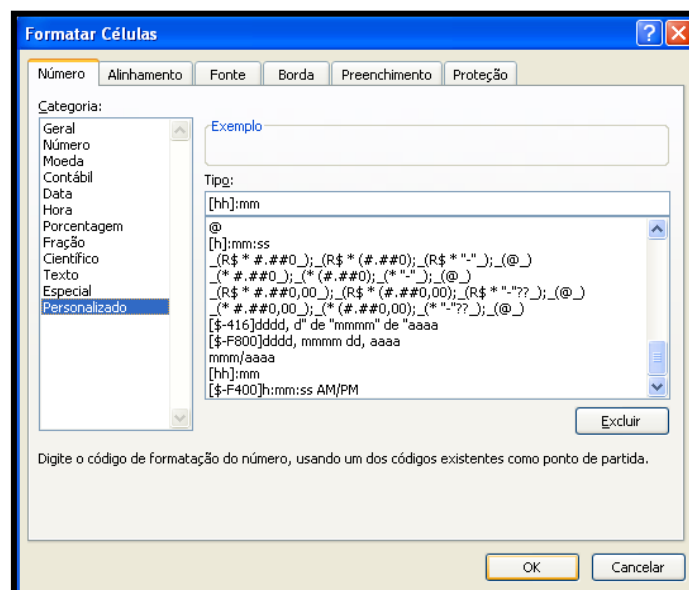 Formatar Células
Número Alinhamento Fonte Borda Preenchimento Proteção
Categoria:
Geral
Número
Moeda
Contábil
Data
Hora
Porcentagem
Fração
Científico
Texto
Especial
Personalizado
Exemplo
Tipo:
[hh]:mm
@
[h]:mm:ss
_(R$ * #.##0_);_(R$ * (#.##0);_(R$ * "-"_);_(@_)
_(* #.##0_);_(* (#.##0);_(* "-"_);_(@_)
_(R$ * #.##0,00_);_(R$ * (#.##0,00);_(R$ * "-"??_);_(@_)
_(* #.##0,00_);_(* (#.##0,00);_(* "-"??_);_(@_)
[$-416]dddd, d" de "mmmm" de "aaaa
[$-F800]dddd, mmmm dd, aaaa
mmm/aaaa
[hh]:mm
[$-F400]h:mm:ss AM/PM
Excluir
Digite o código de formatação do número, usando um dos códigos existentes como ponto de partida.
OK Cancelar